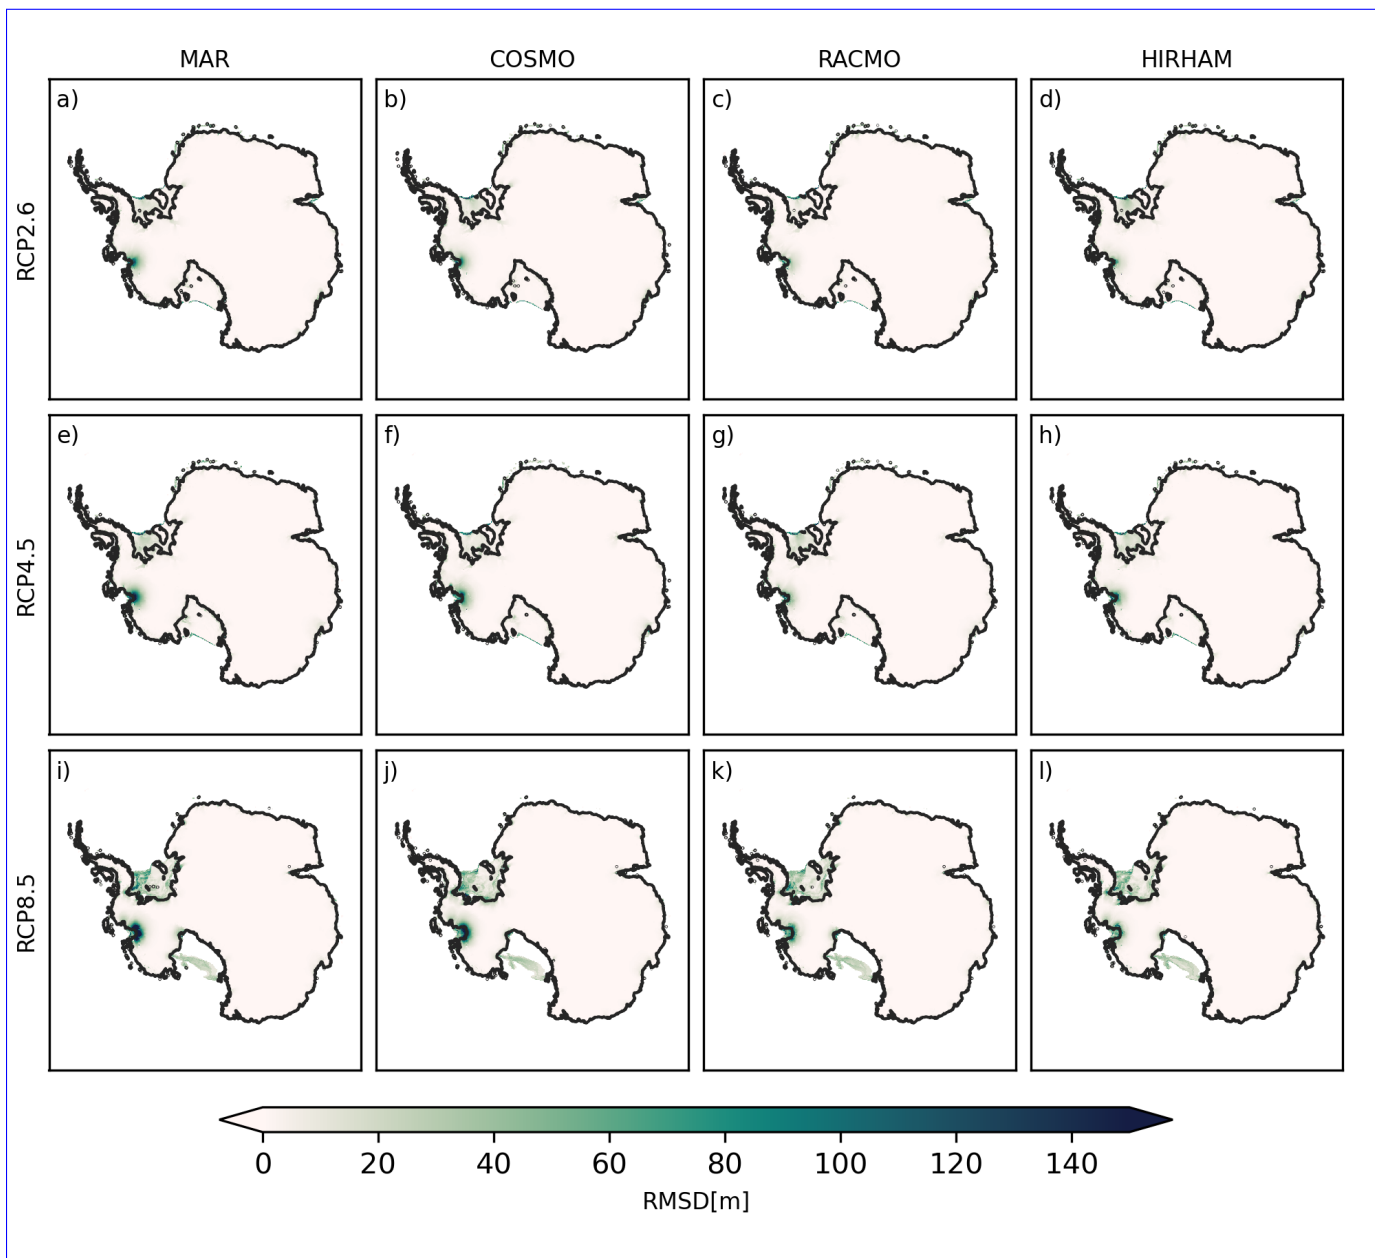 MAR COSMO RACMO HIRHAM
RCP2.6
a) b) c) d)
RCP4.5
e) f) g) h)
RCP8.5
i) j) k) l)
0 20 40 60 80 100 120 140
RMSD[m]